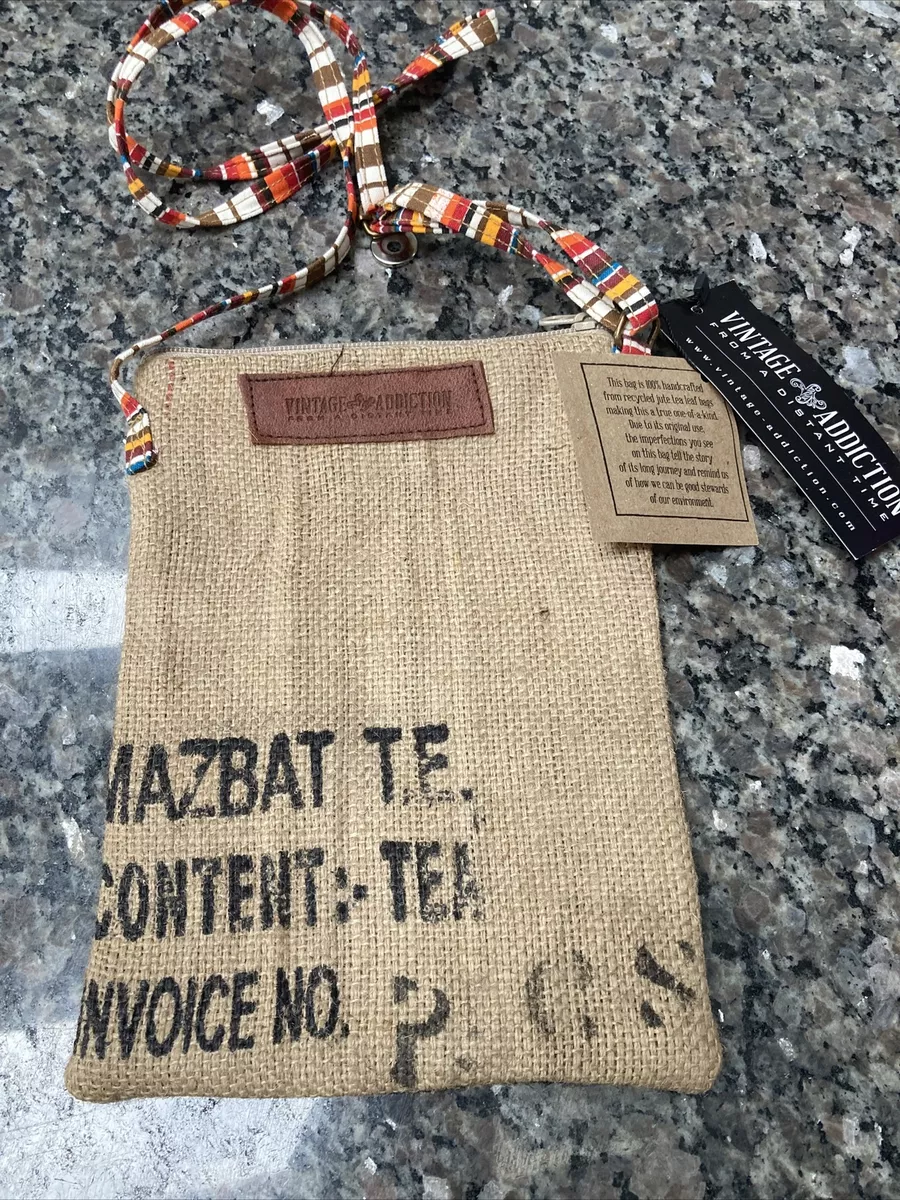 VINTAGE ADDICTION
FROM A DISTANT TIME
www.vintage-addiction.com
VINTAGE ADDICTION
This bag is 100% handcrafted
from recycled jute tea leaf bags
making this a true one-of-a-kind.
Due to its original use,
the imperfections you see
on this bag tell the story
of its long journey and remind us
of how we can be good stewards
of our environment.
MAZBAT T.E.
CONTENT:- TEA
INVOICE NO.
P. C S